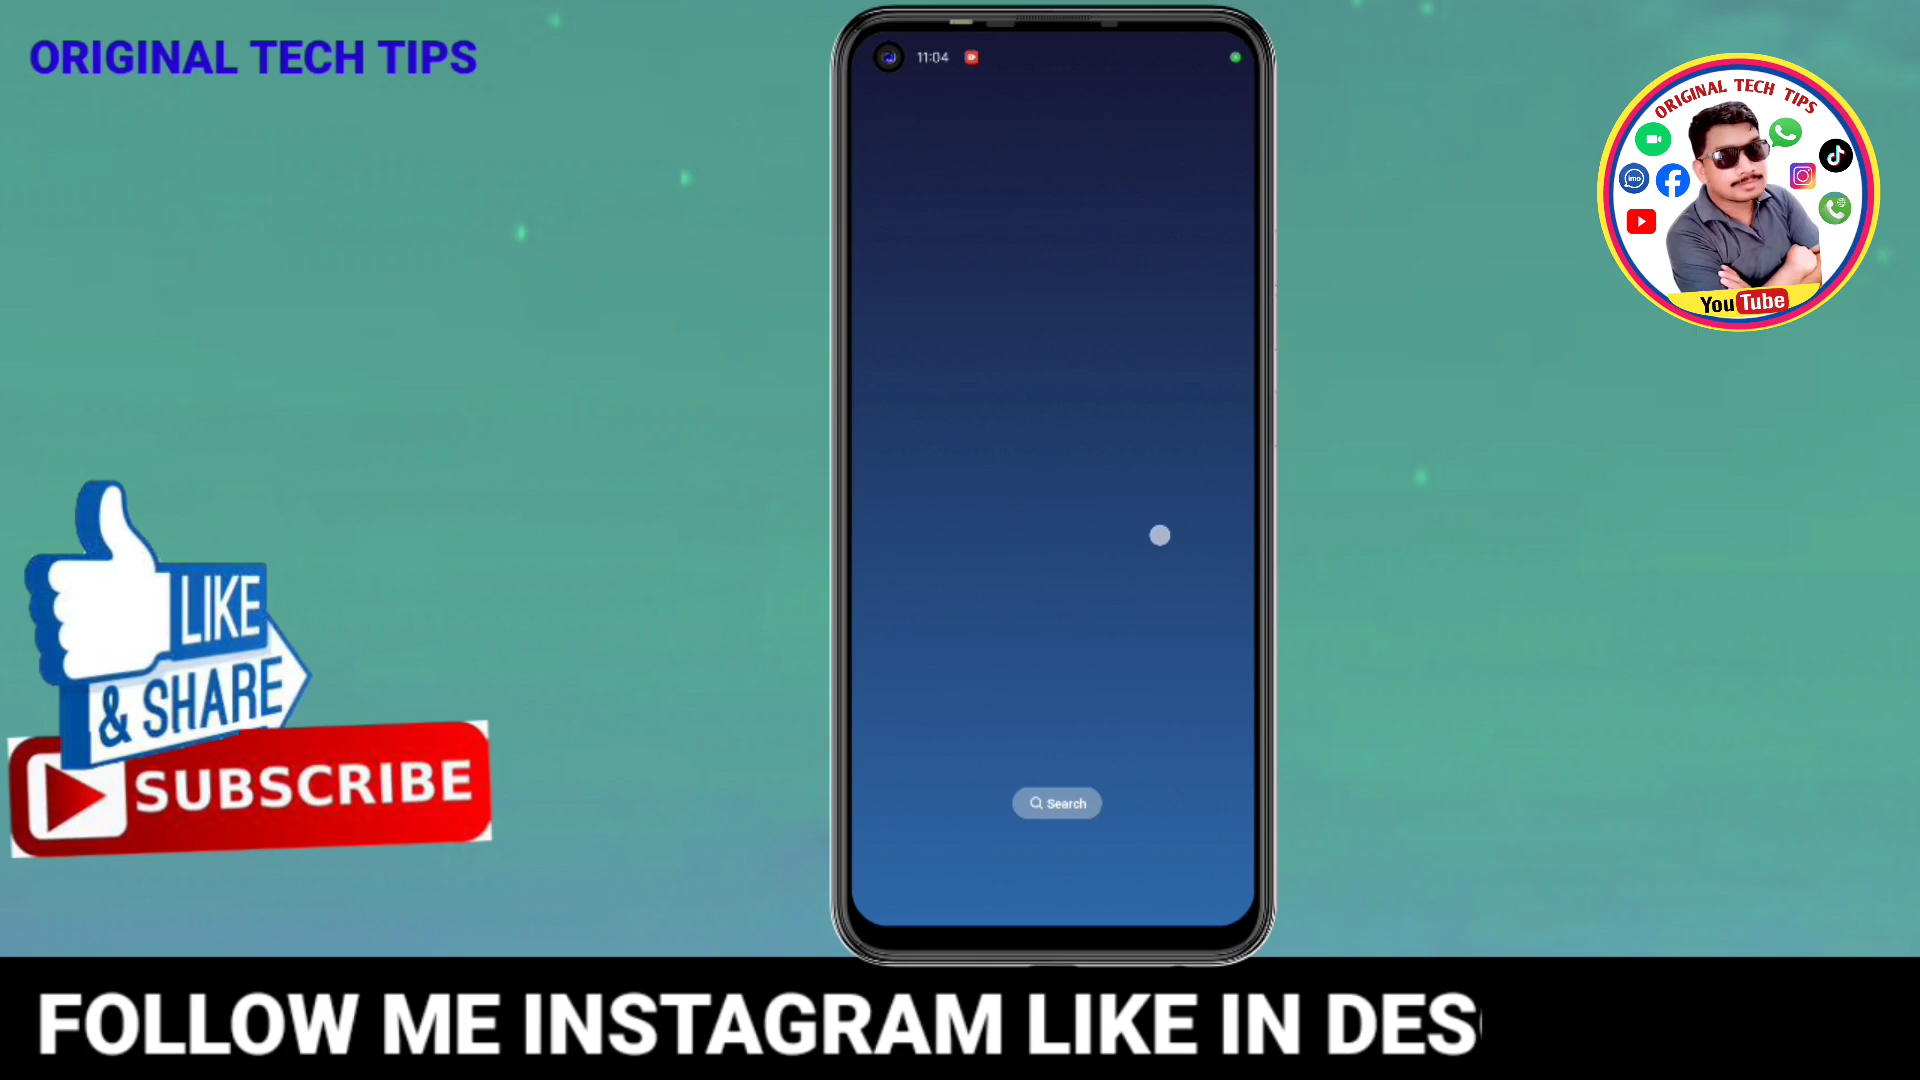 ORIGINAL TECH TIPS
11:04
ORIGINAL TECH TIPS
imo
YouTube
LIKE
& SHARE
SUBSCRIBE
Search
FOLLOW ME INSTAGRAM LIKE IN DES